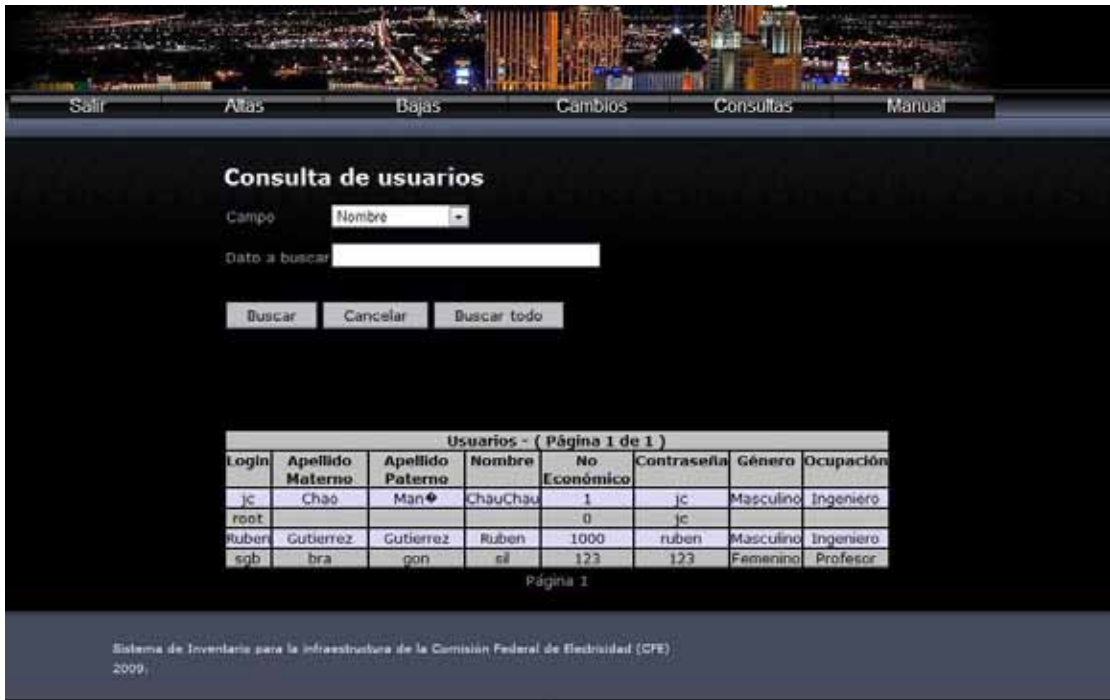 Salir Altas Bajas Cambios Consultas Manual
Consulta de usuarios
Campo Nombre
Dato a buscar
Buscar Cancelar Buscar todo
Usuarios - ( Página 1 de 1 )
Login Apellido Materno Apellido Paterno Nombre No Económico Contraseña Género Ocupación
jc Chao Man� ChauChau 1 jc Masculino Ingeniero
root 0 jc
Ruben Gutierrez Gutierrez Ruben 1000 ruben Masculino Ingeniero
sgb bra gon sil 123 123 Femenino Profesor
Página 1
Sistema de Inventario para la infraestructura de la Comisión Federal de Electrisidad (CFE)
2009.